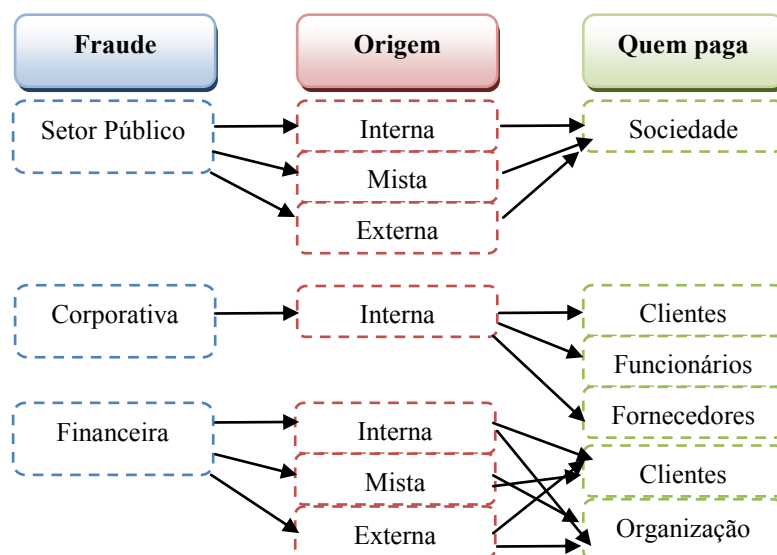 Fraude Origem Quem paga
Setor Público Interna Sociedade
Mista
Externa
Corporativa Interna Clientes
Funcionários
Fornecedores
Financeira Interna Clientes
Mista Organização
Externa